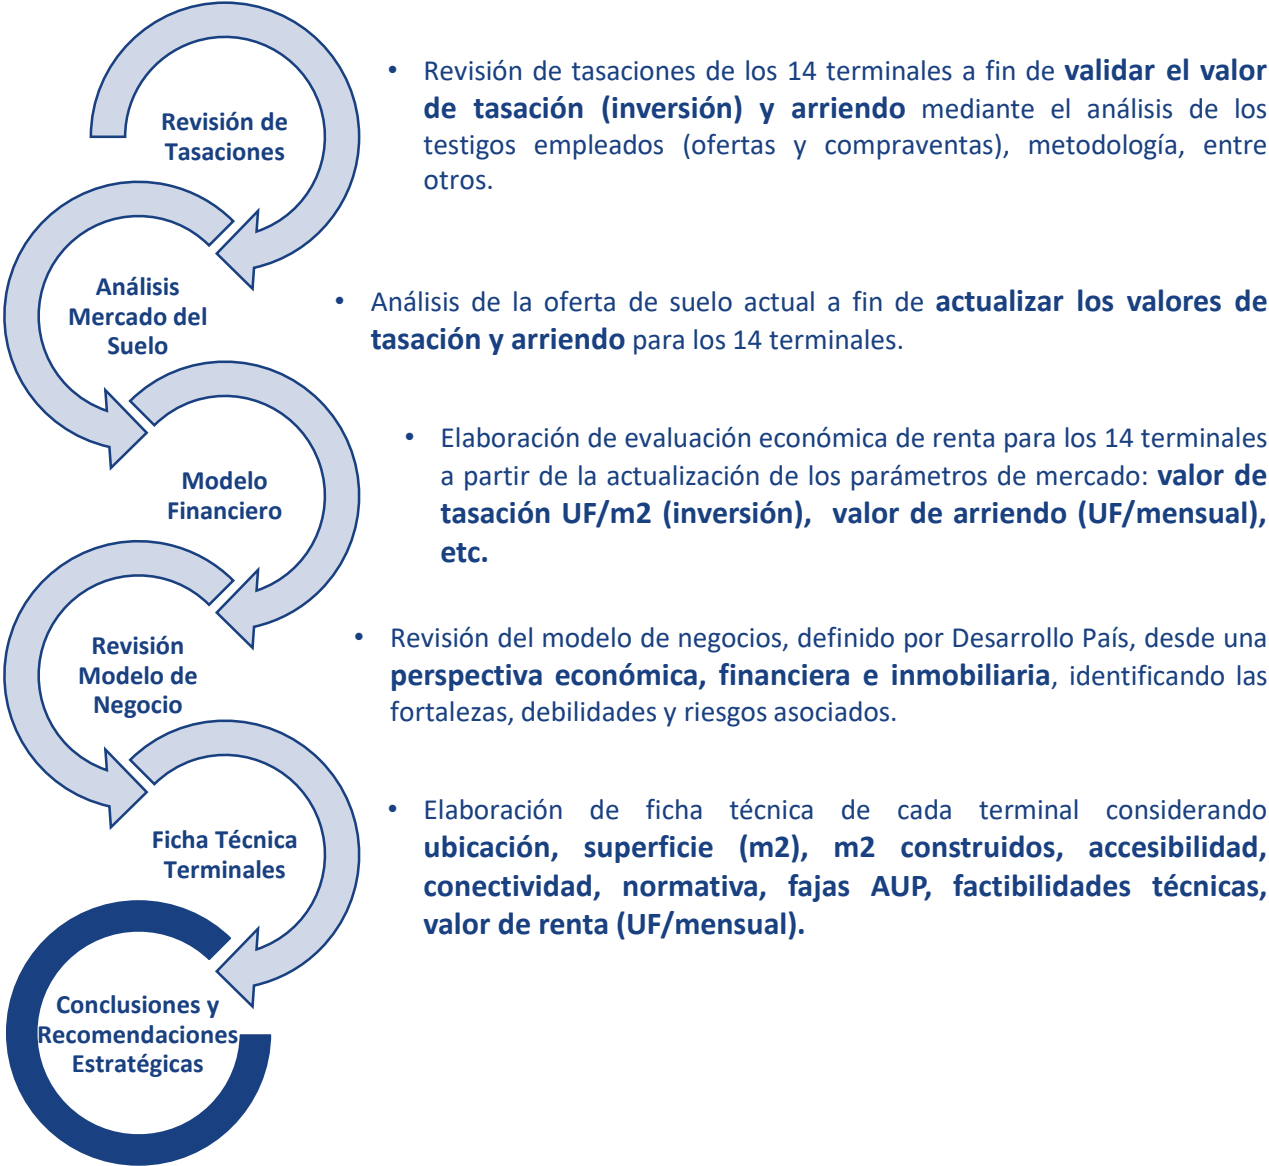 Revisión de
Tasaciones
• Revisión de tasaciones de los 14 terminales a fin de validar el valor
de tasación (inversión) y arriendo mediante el análisis de los
testigos empleados (ofertas y compraventas), metodología, entre
otros.
Análisis
Mercado del
Suelo
• Análisis de la oferta de suelo actual a fin de actualizar los valores de
tasación y arriendo para los 14 terminales.
Modelo
Financiero
• Elaboración de evaluación económica de renta para los 14 terminales
a partir de la actualización de los parámetros de mercado: valor de
tasación UF/m2 (inversión), valor de arriendo (UF/mensual),
etc.
Revisión
Modelo de
Negocio
• Revisión del modelo de negocios, definido por Desarrollo País, desde una
perspectiva económica, financiera e inmobiliaria, identificando las
fortalezas, debilidades y riesgos asociados.
Ficha Técnica
Terminales
• Elaboración de ficha técnica de cada terminal considerando
ubicación, superficie (m2), m2 construidos, accesibilidad,
conectividad, normativa, fajas AUP, factibilidades técnicas,
valor de renta (UF/mensual).
Conclusiones y
Recomendaciones
Estratégicas